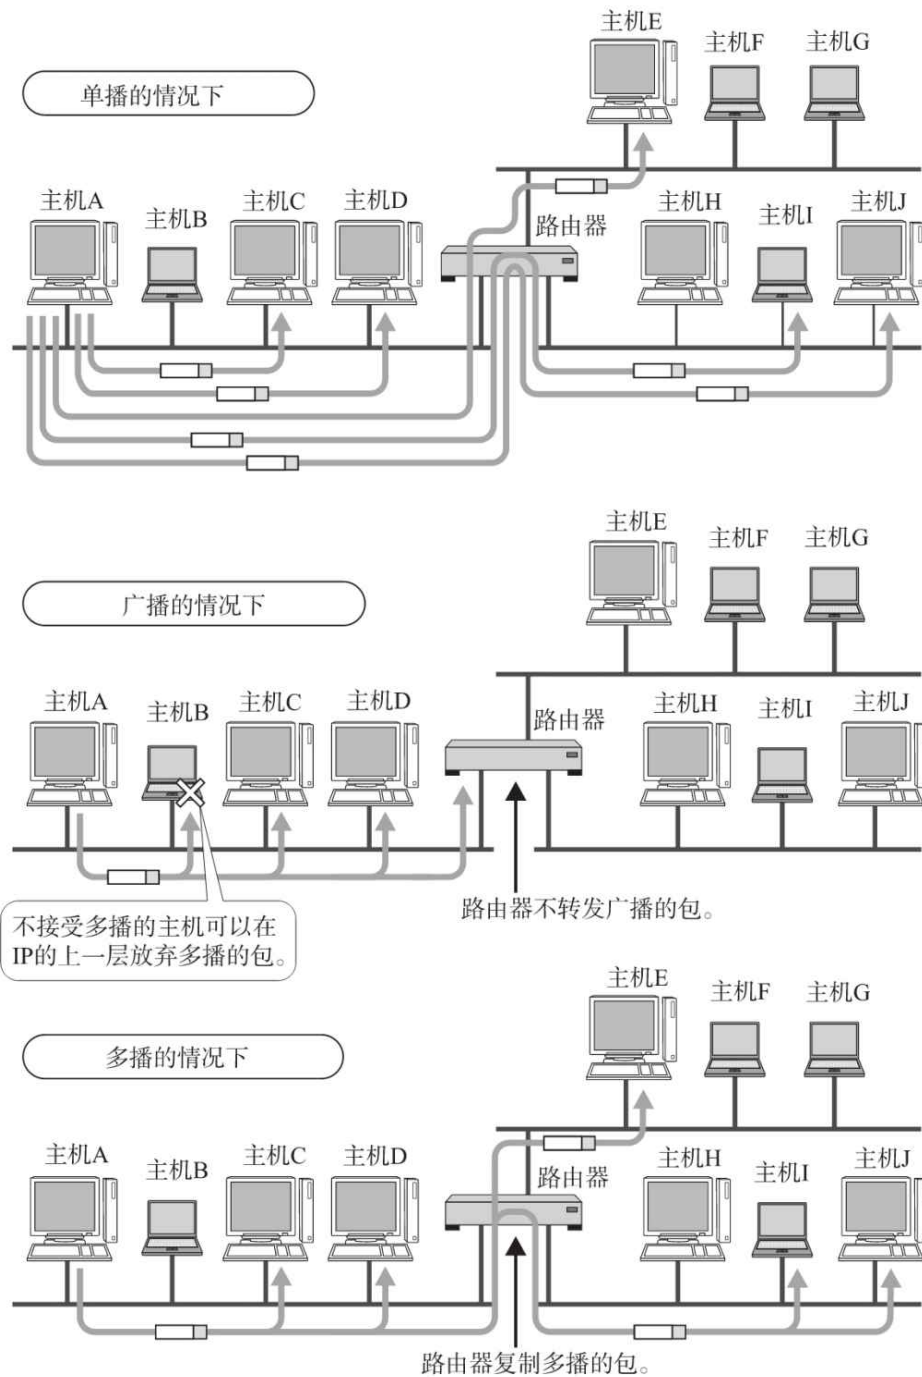 主机E
主机F
主机G
单播的情况下
主机A
主机B
主机C
主机D
路由器
主机H
主机I
主机J
主机E
主机F
主机G
广播的情况下
主机A
主机B
主机C
主机D
路由器
主机H
主机I
主机J
路由器不转发广播的包。
不接受多播的主机可以在
IP的上一层放弃多播的包。
主机E
主机F
主机G
多播的情况下
主机A
主机B
主机C
主机D
路由器
主机H
主机I
主机J
路由器复制多播的包。